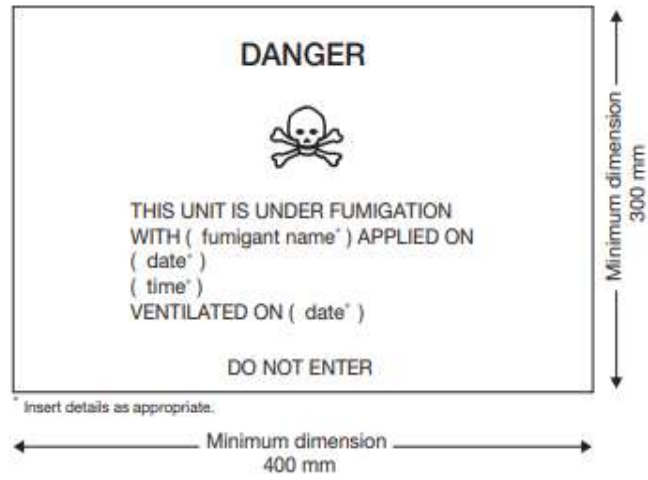 DANGER
THIS UNIT IS UNDER FUMIGATION
WITH ( fumigant name* ) APPLIED ON
( date* )
( time* )
VENTILATED ON ( date* )
DO NOT ENTER
* Insert details as appropriate.
Minimum dimension
400 mm
Minimum dimension
300 mm